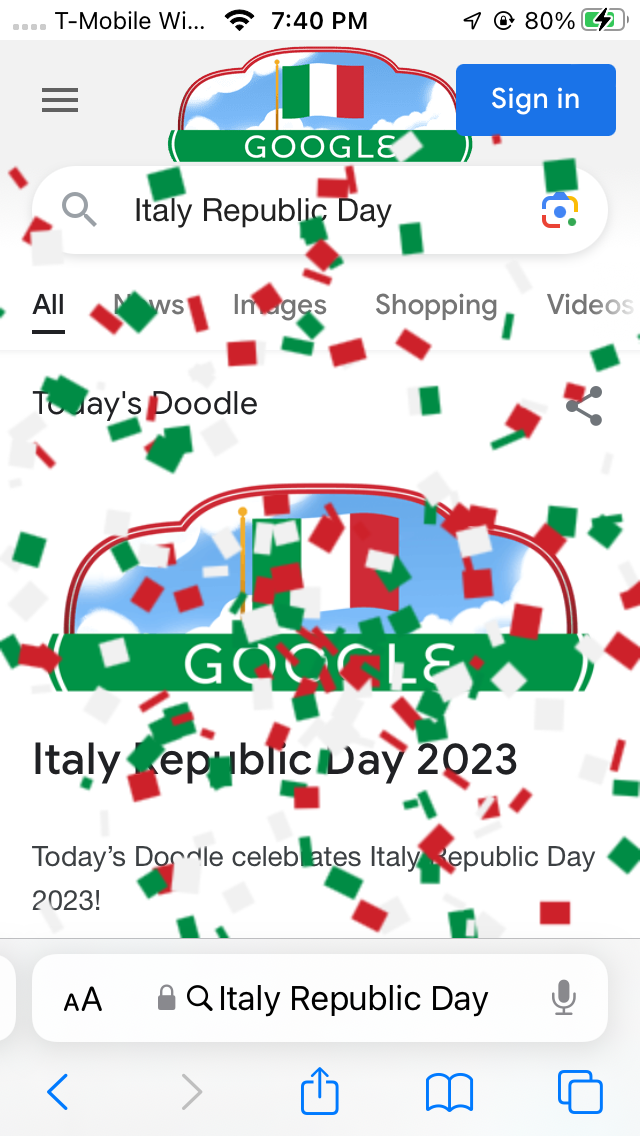 T-Mobile Wi... 7:40 PM 80%
GOOGLE
Sign in
Italy Republic Day
All News Images Shopping Videos
Today's Doodle
GOOGLE
Italy Republic Day 2023
Today’s Doodle celebrates Italy Republic Day
2023!
AA Italy Republic Day